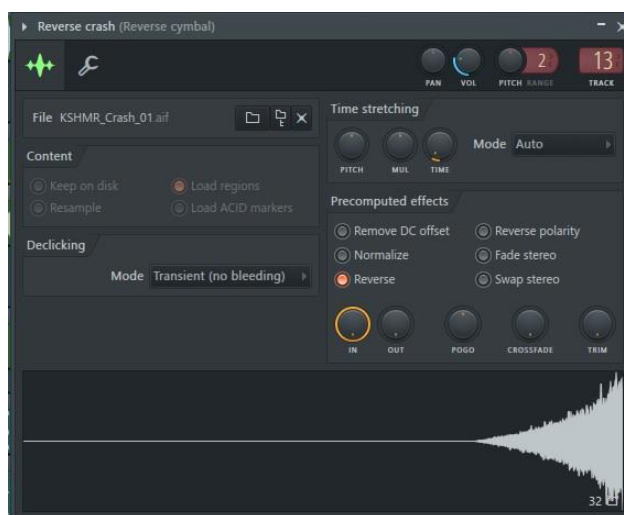 Reverse crash (Reverse cymbal)
2
13
PAN VOL PITCH RANGE TRACK
File KSHMR_Crash_01.aif
Content
Keep on disk Load regions
Resample Load ACID markers
Declicking
Mode Transient (no bleeding)
Time stretching
Mode Auto
PITCH MUL TIME
Precomputed effects
Remove DC offset Reverse polarity
Normalize Fade stereo
Reverse Swap stereo
IN OUT POGO CROSSFADE TRIM
32